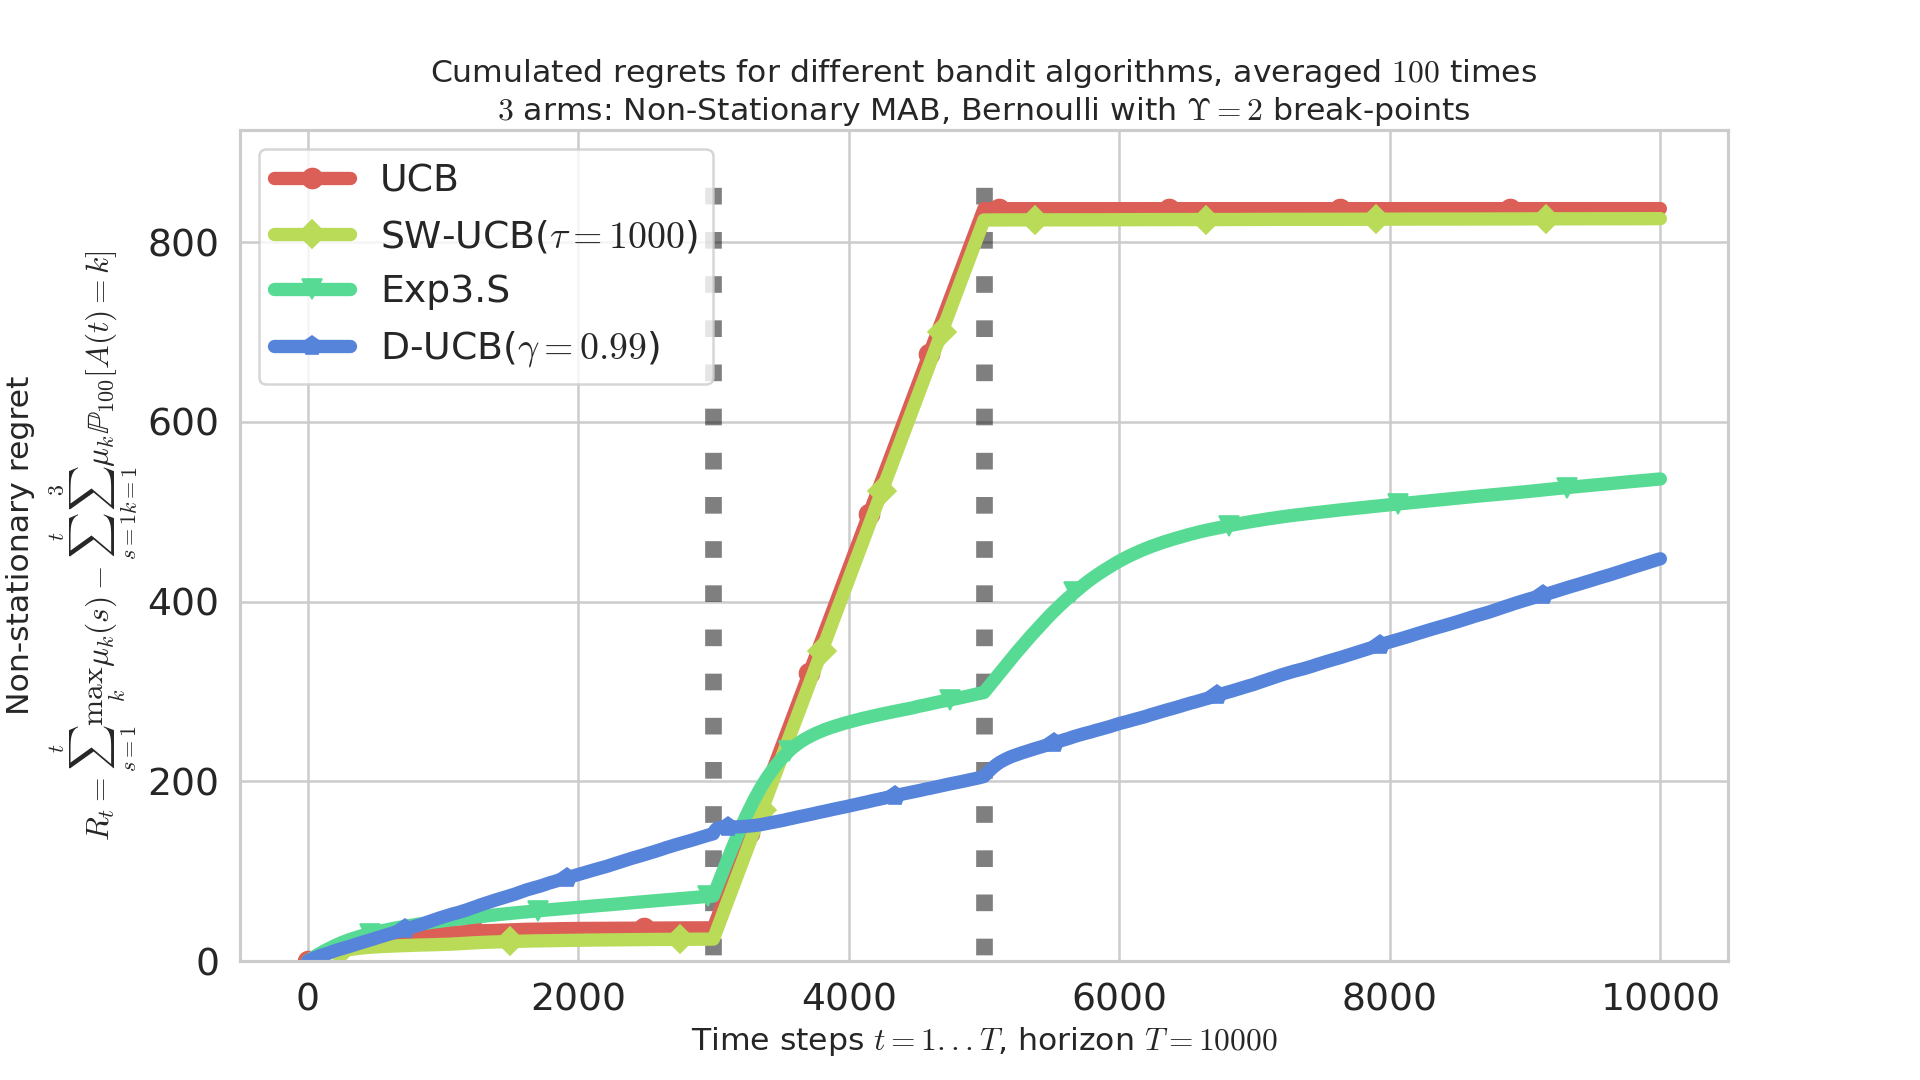 Cumulated regrets for different bandit algorithms, averaged 100 times
3 arms: Non-Stationary MAB, Bernoulli with ϒ = 2 break-points
UCB
SW-UCB(τ = 1000)
Exp3.S
D-UCB(γ = 0.99)
Non-stationary regret
R_t = ∑_{s=1}^{t} max_k μ_k(s) − ∑_{s=1}^{t} ∑_{k=1}^{3} μ_k ℙ_{100}[A(t) = k]
800
600
400
200
0
0 2000 4000 6000 8000 10000
Time steps t = 1...T, horizon T = 10000